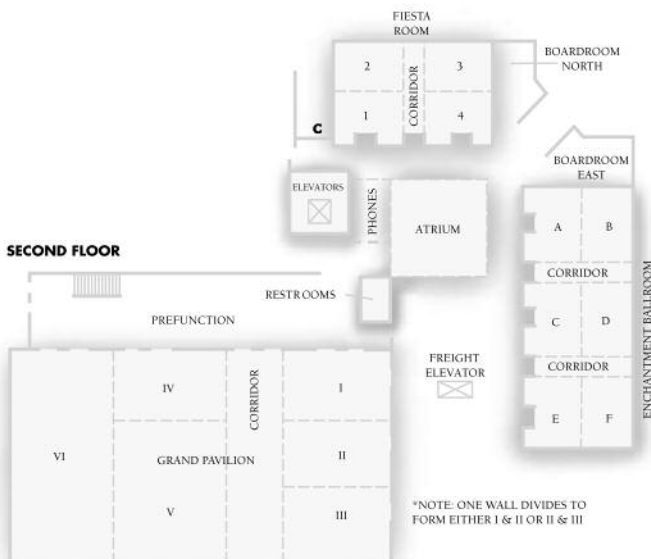 FIESTA
ROOM
2
3
BOARDROOM
NORTH
CORRIDOR
1
4
C
BOARDROOM
EAST
ELEVATORS
PHONES
ATRIUM
A
B
SECOND FLOOR
CORRIDOR
RESTROOMS
PREFUNCTION
C
D
ENCHANTMENT BALLROOM
FREIGHT
ELEVATOR
CORRIDOR
IV
CORRIDOR
I
E
F
VI
GRAND PAVILION
II
V
III
*NOTE: ONE WALL DIVIDES TO
FORM EITHER I & II OR II & III